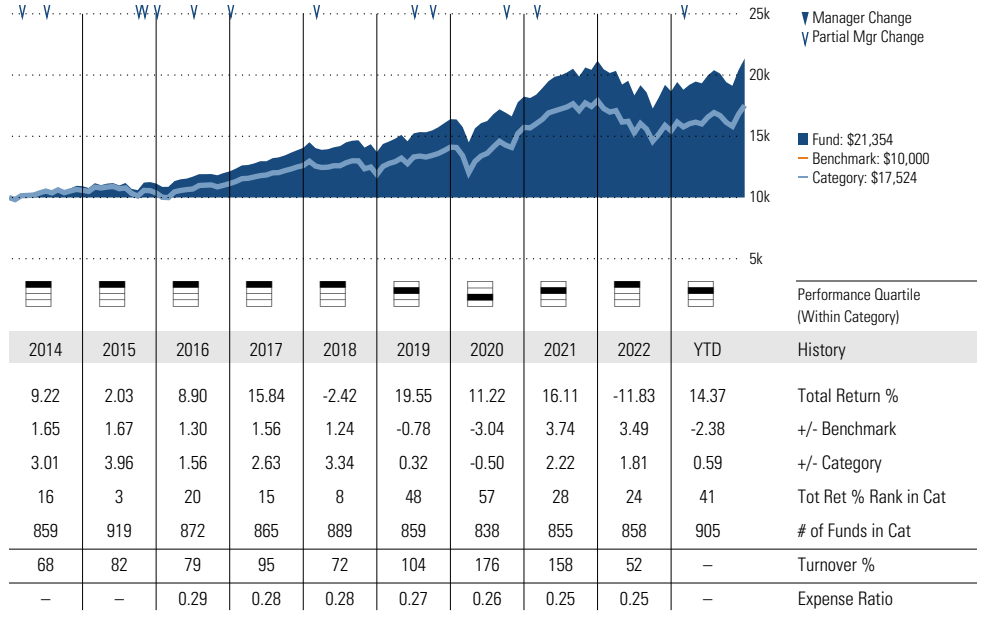 25k
20k
15k
10k
5k
Manager Change
Partial Mgr Change
Fund: $21,354
Benchmark: $10,000
Category: $17,524
Performance Quartile
(Within Category)
2014 2015 2016 2017 2018 2019 2020 2021 2022 YTD History
9.22 2.03 8.90 15.84 -2.42 19.55 11.22 16.11 -11.83 14.37 Total Return %
1.65 1.67 1.30 1.56 1.24 -0.78 -3.04 3.74 3.49 -2.38 +/- Benchmark
3.01 3.96 1.56 2.63 3.34 0.32 -0.50 2.22 1.81 0.59 +/- Category
16 3 20 15 8 48 57 28 24 41 Tot Ret % Rank in Cat
859 919 872 865 889 859 838 855 858 905 # of Funds in Cat
68 82 79 95 72 104 176 158 52 – Turnover %
– – 0.29 0.28 0.28 0.27 0.26 0.25 0.25 – Expense Ratio